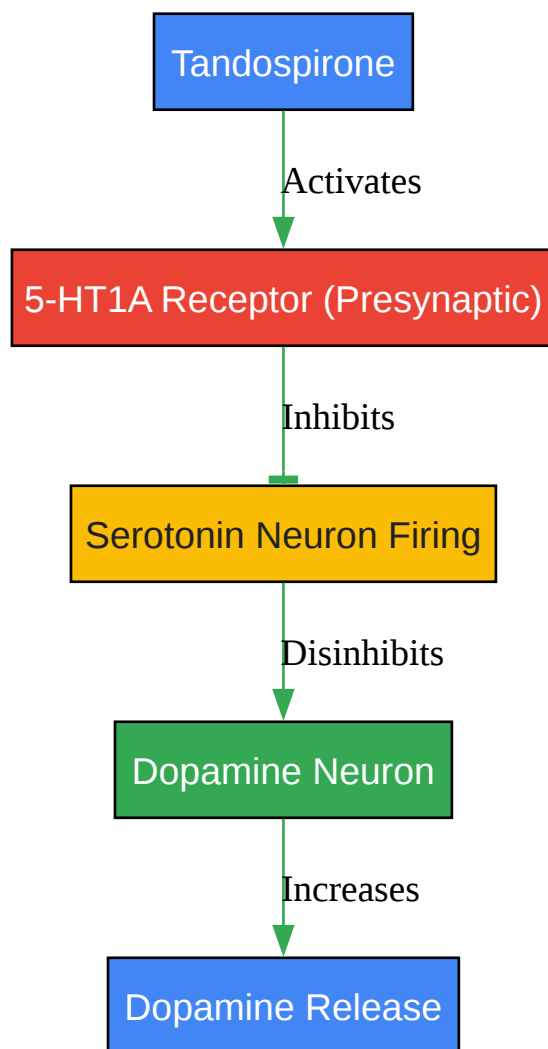 Tandospirone
Activates
5-HT1A Receptor (Presynaptic)
Inhibits
Serotonin Neuron Firing
Disinhibits
Dopamine Neuron
Increases
Dopamine Release